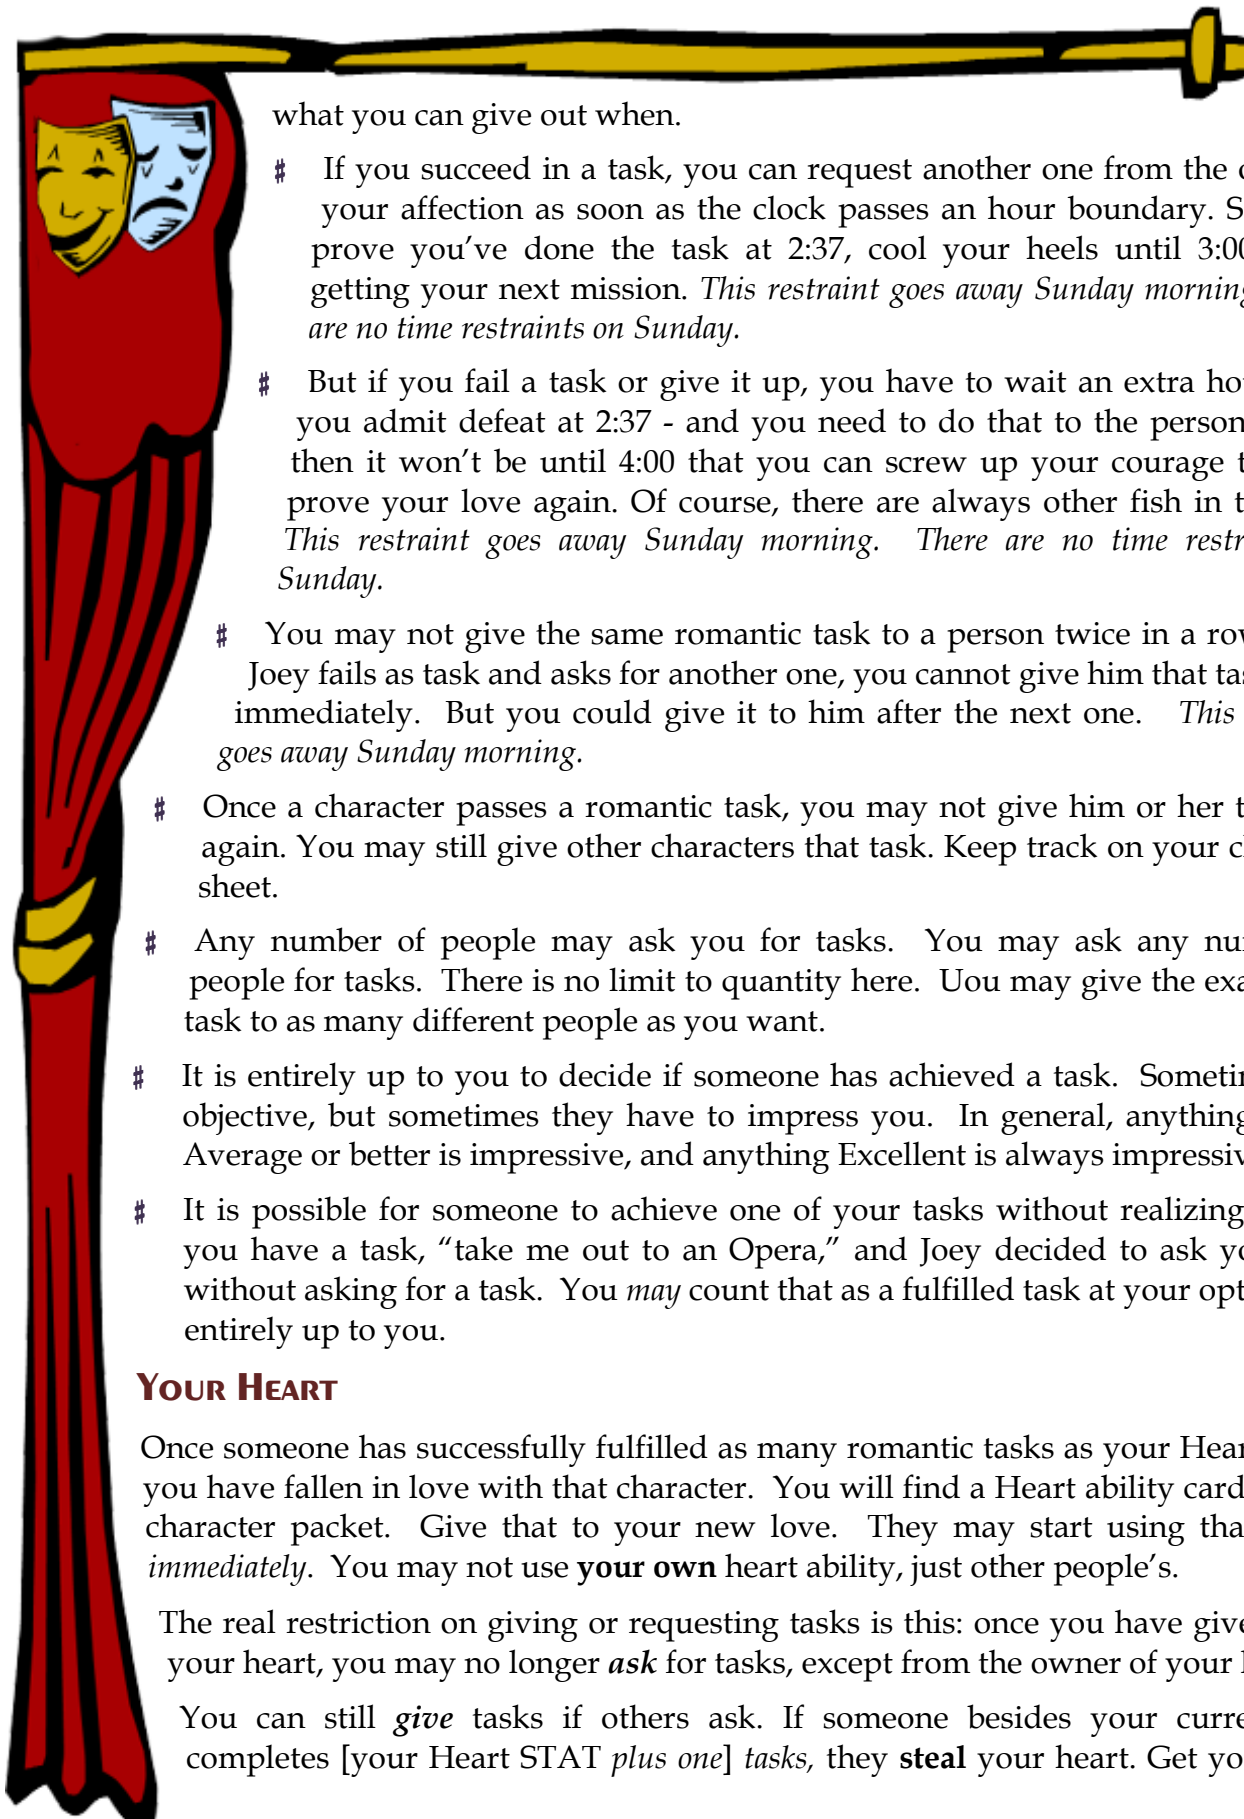 what you can give out when.
If you succeed in a task, you can request another one from the
your affection as soon as the clock passes an hour boundary.
prove you’ve done the task at 2:37, cool your heels until 3:00
getting your next mission. This restraint goes away Sunday morning
are no time restraints on Sunday.
But if you fail a task or give it up, you have to wait an extra
you admit defeat at 2:37 - and you need to do that to the person
then it won’t be until 4:00 that you can screw up your courage
prove your love again. Of course, there are always other fish in
This restraint goes away Sunday morning. There are no time
Sunday.
You may not give the same romantic task to a person twice in a
Joey fails as task and asks for another one, you cannot give him that
immediately. But you could give it to him after the next one. This
goes away Sunday morning.
Once a character passes a romantic task, you may not give him or her
again. You may still give other characters that task. Keep track on your
sheet.
Any number of people may ask you for tasks. You may ask any
people for tasks. There is no limit to quantity here. Uou may give the
task to as many different people as you want.
It is entirely up to you to decide if someone has achieved a task.
objective, but sometimes they have to impress you. In general, anything
Average or better is impressive, and anything Excellent is always
It is possible for someone to achieve one of your tasks without realizing
you have a task, “take me out to an Opera,” and Joey decided to ask
without asking for a task. You may count that as a fulfilled task at your
entirely up to you.
YOUR HEART
Once someone has successfully fulfilled as many romantic tasks as your
you have fallen in love with that character. You will find a Heart ability card
character packet. Give that to your new love. They may start using
immediately. You may not use your own heart ability, just other people’s.
The real restriction on giving or requesting tasks is this: once you have
your heart, you may no longer ask for tasks, except from the owner of your
You can still give tasks if others ask. If someone besides your
completes [your Heart STAT plus one] tasks, they steal your heart. Get